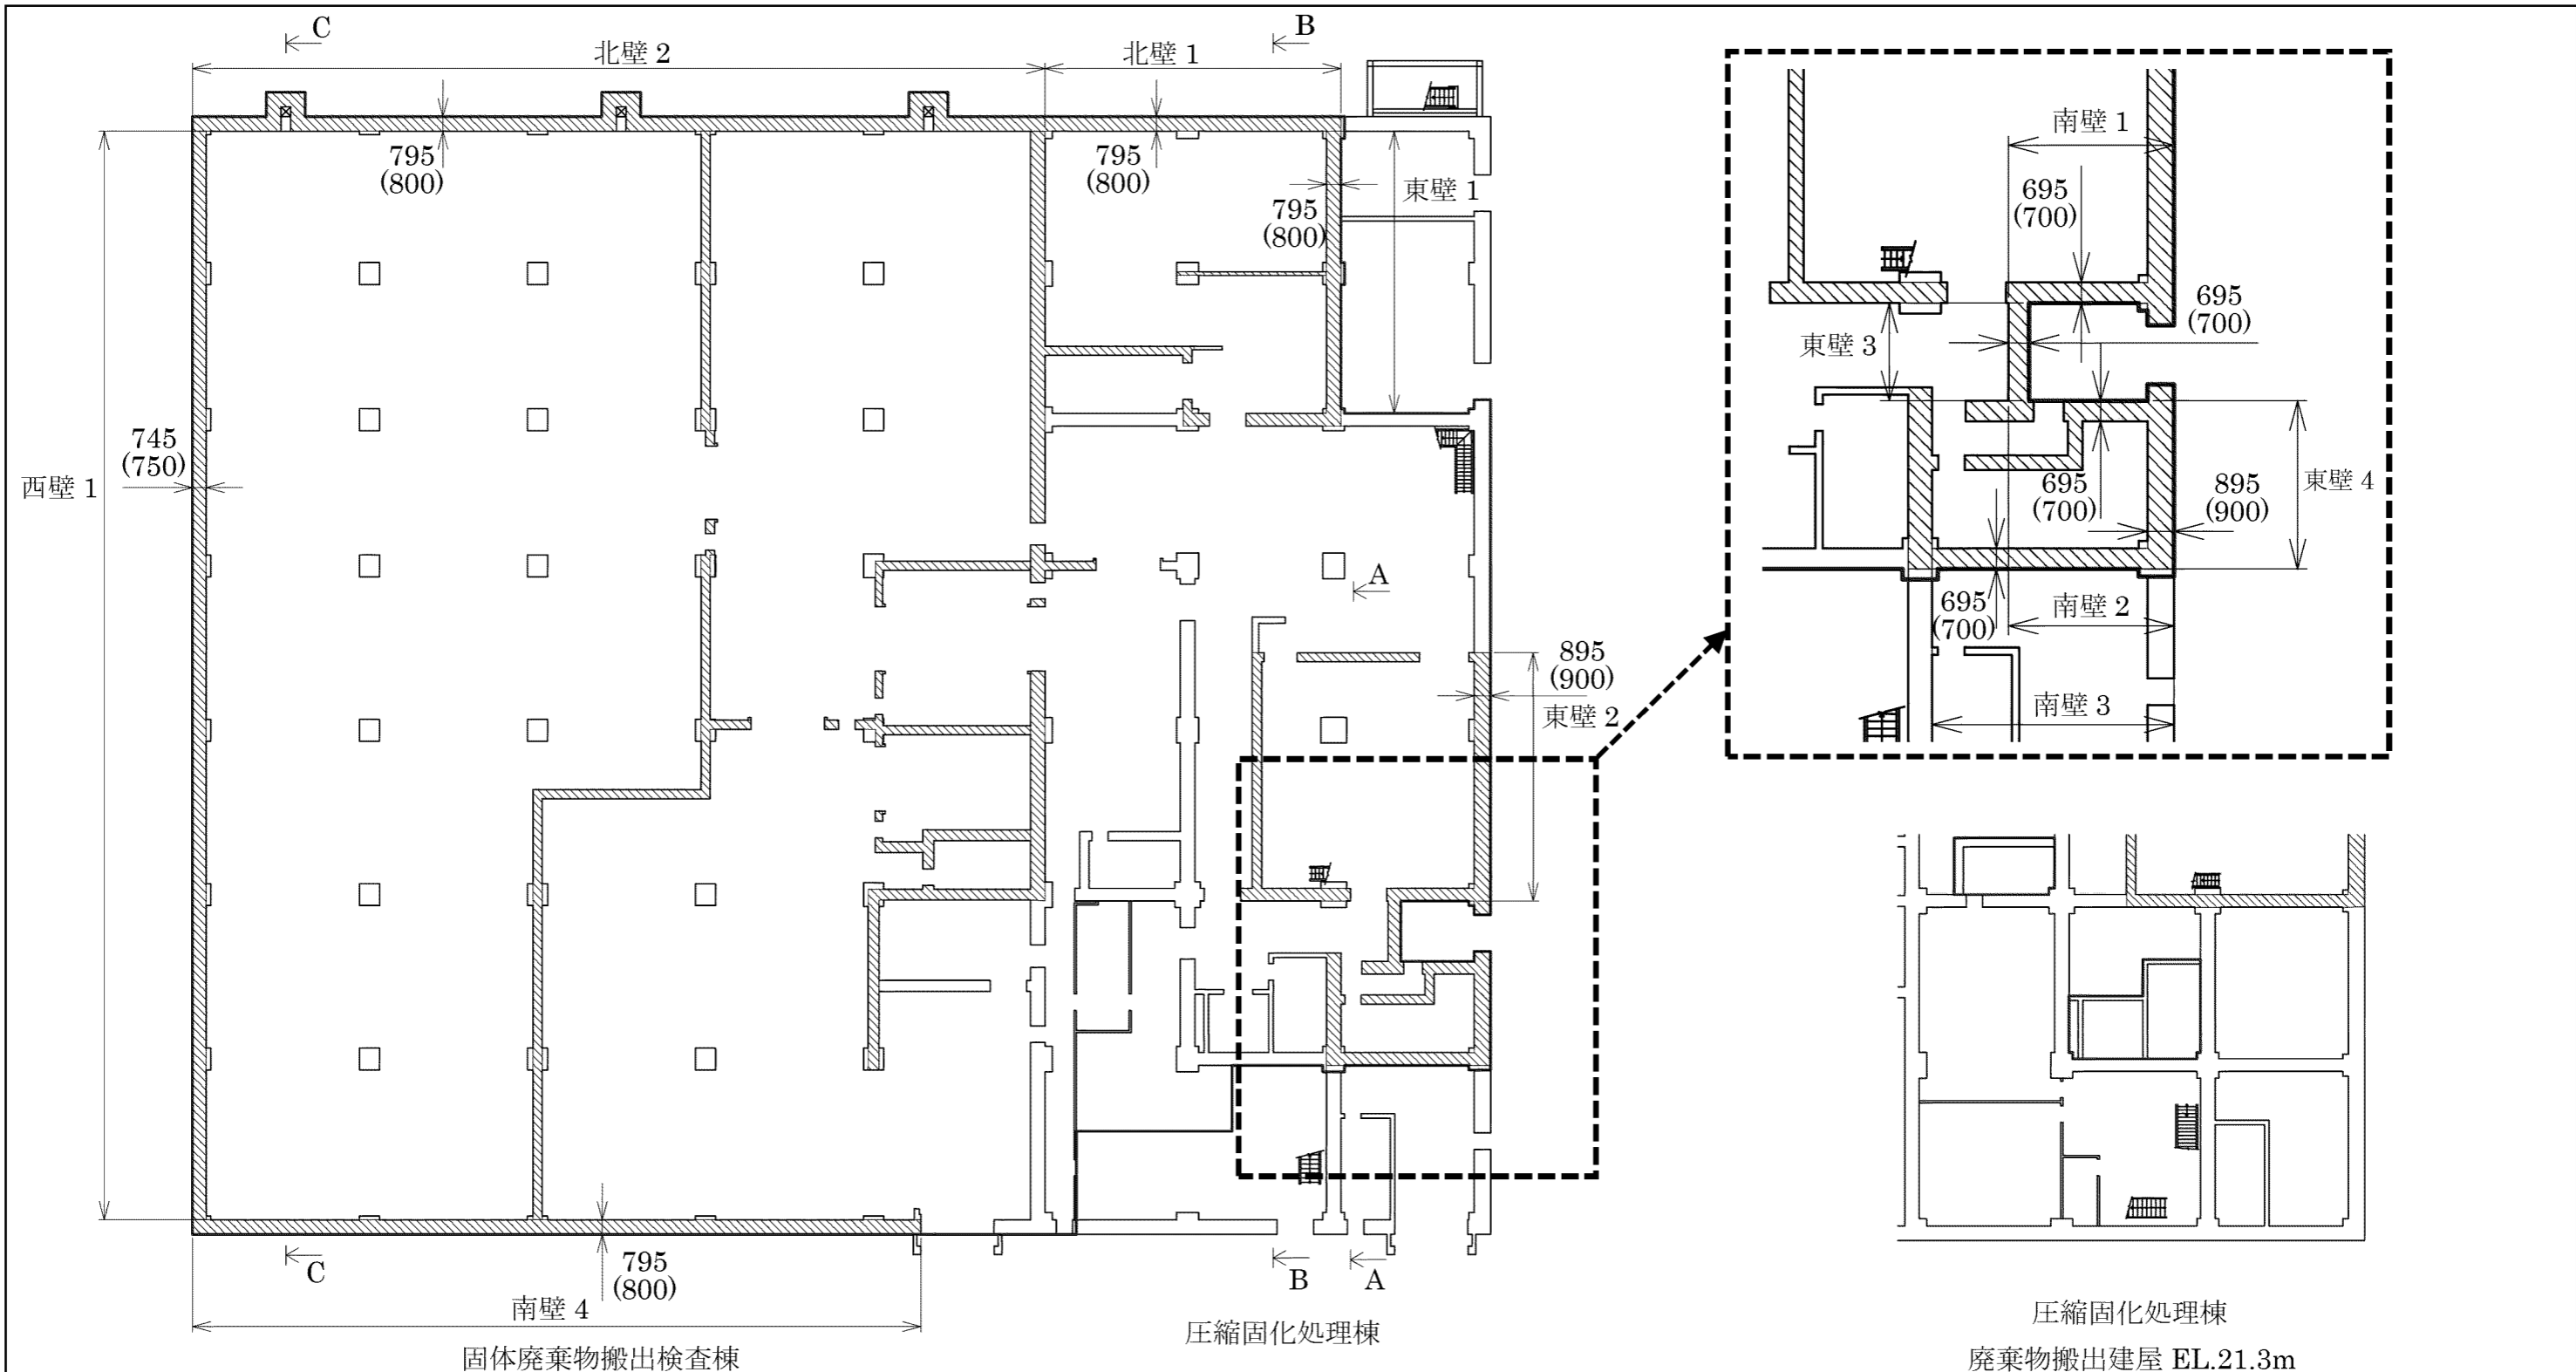 C
B
北壁 2
北壁 1
795
(800)
795
(800)
795
(800)
東壁 1
745
(750)
西壁 1
A
895
(900)
東壁 2
C
795
(800)
B
A
南壁 4
圧縮固化処理棟
固体廃棄物搬出検査棟
南壁 1
695
(700)
695
(700)
東壁 3
695
(700)
895
(900)
東壁 4
695
(700)
南壁 2
南壁 3
圧縮固化処理棟
廃棄物搬出建屋 EL.21.3m